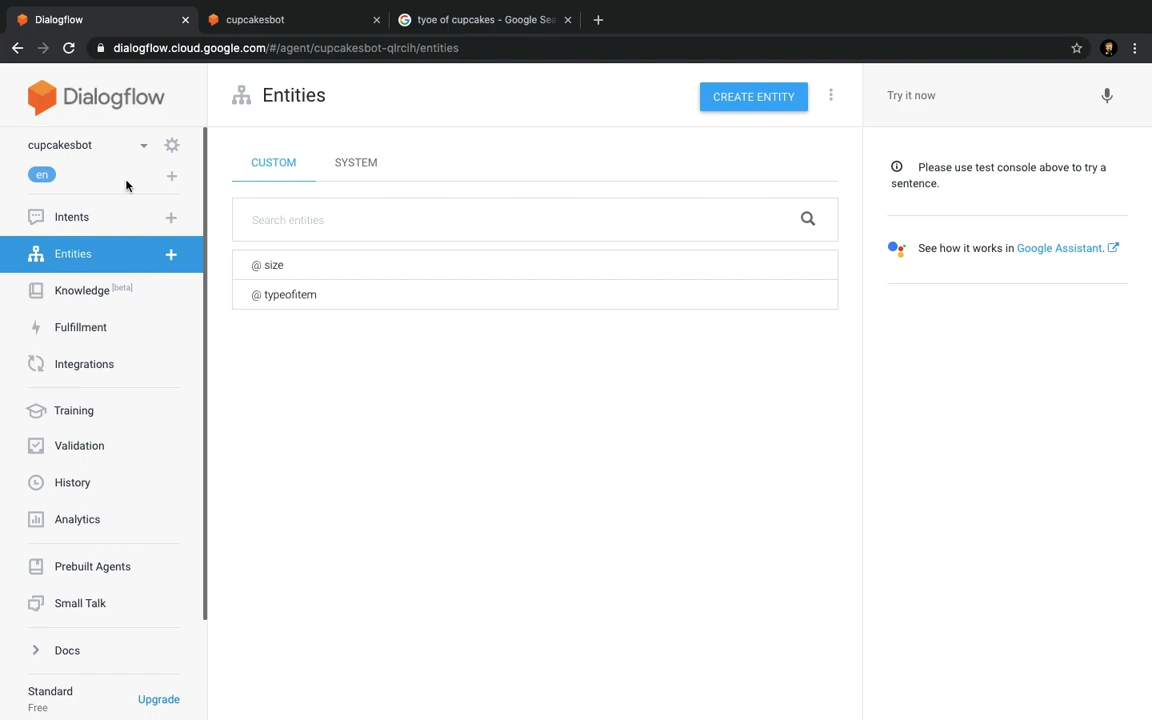 Dialogflow
cupcakesbot
tyoe of cupcakes - Google Sea
dialogflow.cloud.google.com/#/agent/cupcakesbot-qlrcih/entities
Dialogflow
Entities
CREATE ENTITY
Try it now
cupcakesbot
en
CUSTOM
SYSTEM
Please use test console above to try a
sentence.
Intents
Search entities
Entities
See how it works in Google Assistant.
@ size
Knowledge [beta]
@ typeofitem
Fulfillment
Integrations
Training
Validation
History
Analytics
Prebuilt Agents
Small Talk
Docs
Standard
Free
Upgrade